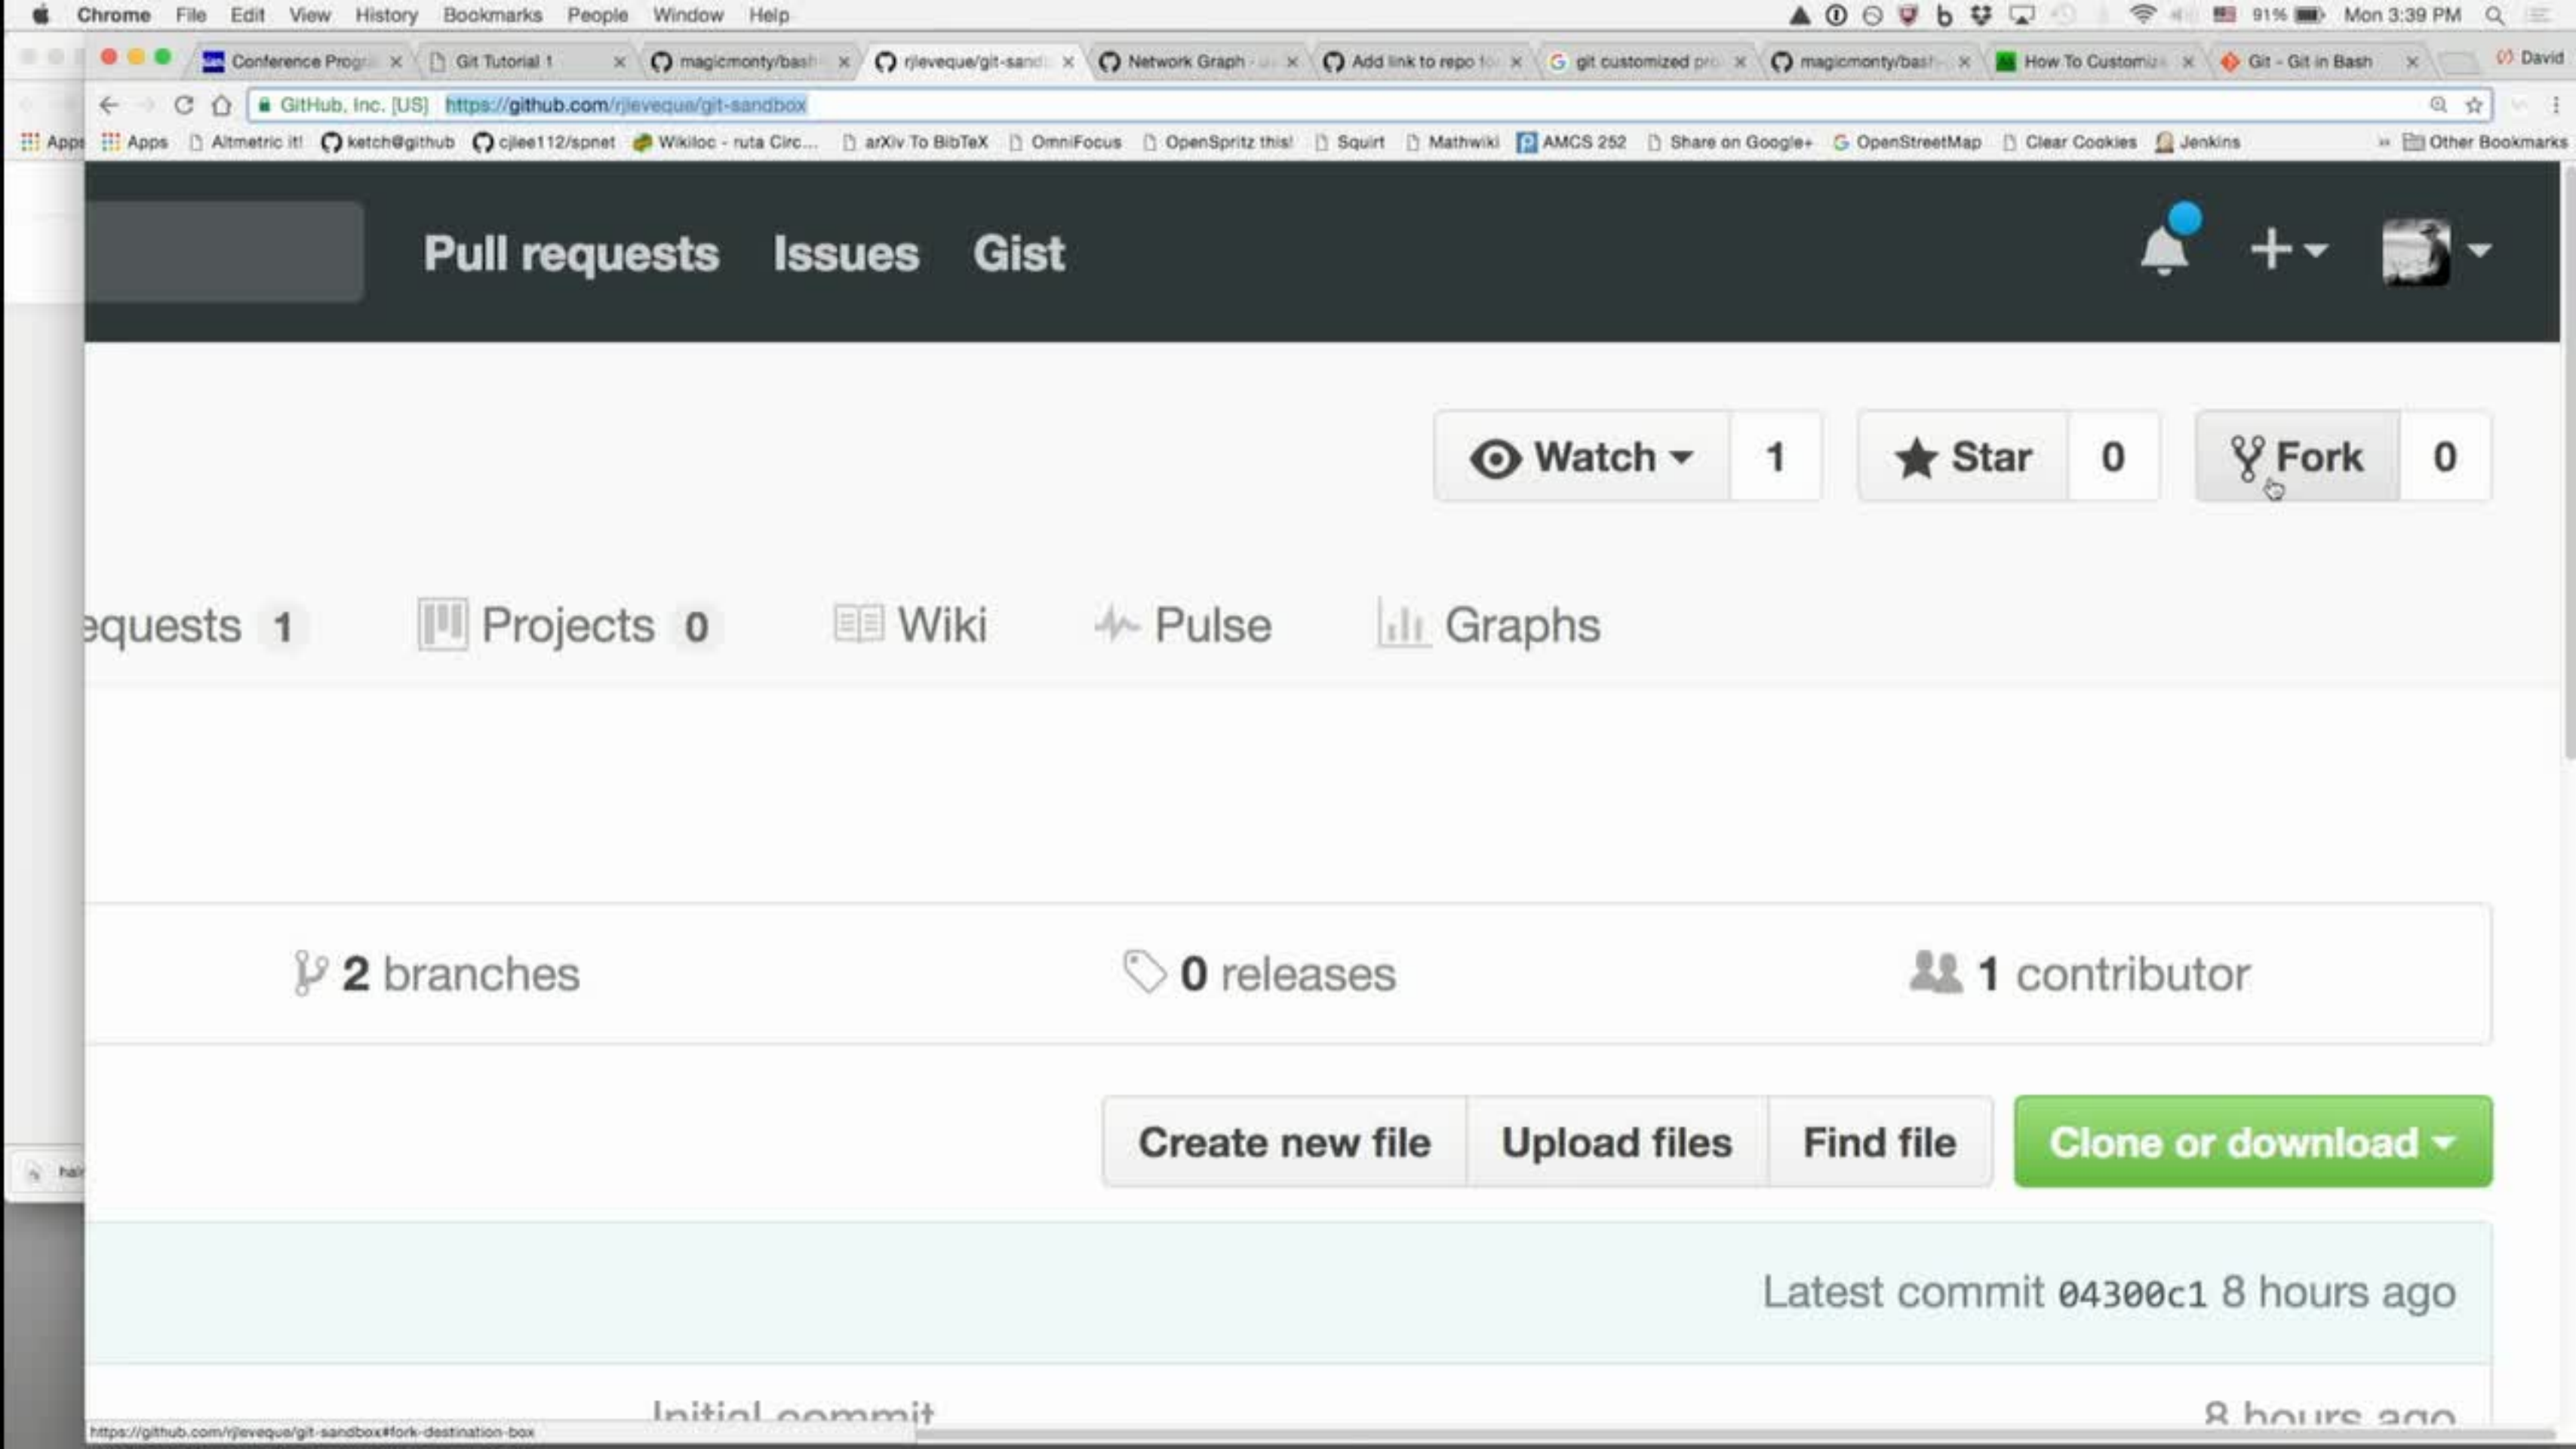 Chrome File Edit View History Bookmarks People Window Help 91% Mon 3:39 PM
Conference Progr Git Tutorial 1 magicmonty/bash rjleveque/git-sand Network Graph Add link to repo for git customized pro magicmonty/bash How To Customiz Git - Git in Bash David
GitHub, Inc. [US] https://github.com/rjleveque/git-sandbox
Apps Apps Altmetric it! ketch@github cjlee112/spnet Wikiloc - ruta Circ... arXiv To BibTeX OmniFocus OpenSpritz this! Squirt Mathwiki AMCS 252 Share on Google+ OpenStreetMap Clear Cookies Jenkins » Other Bookmarks
Pull requests Issues Gist
Watch 1 Star 0 Fork 0
equests 1 Projects 0 Wiki Pulse Graphs
2 branches 0 releases 1 contributor
Create new file Upload files Find file Clone or download
Latest commit 04300c1 8 hours ago
Initial commit 8 hours ago
https://github.com/rjleveque/git-sandbox#fork-destination-box